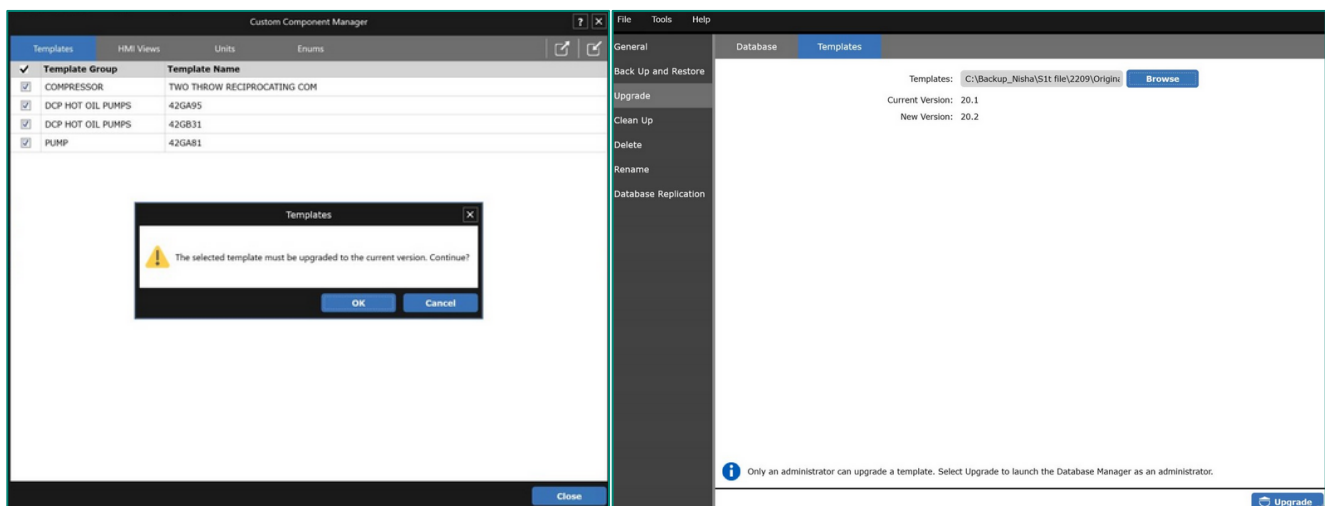 Custom Component Manager
Templates HMI Views Units Enums
Template Group Template Name
COMPRESSOR TWO THROW RECIPROCATING COM
DCP HOT OIL PUMPS 42GA95
DCP HOT OIL PUMPS 42GB31
PUMP 42GA81
Templates
The selected template must be upgraded to the current version. Continue?
OK Cancel
Close
File Tools Help
General
Back Up and Restore
Upgrade
Clean Up
Delete
Rename
Database Replication
Database Templates
Templates: C:\Backup_Nisha\S1t file\2209\Origina Browse
Current Version: 20.1
New Version: 20.2
Only an administrator can upgrade a template. Select Upgrade to launch the Database Manager as an administrator.
Upgrade